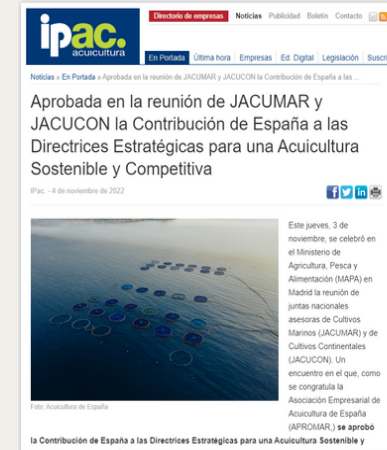 ipac.
acuicultura
Directorio de empresas Noticias Publicidad Boletín Contacto
En Portada Última hora Empresas Ed. Digital Legislación Suscr
Noticias » En Portada » Aprobada en la reunión de JACUMAR y JACUCON la Contribución de España a las ...
Aprobada en la reunión de JACUMAR y
JACUCON la Contribución de España a las
Directrices Estratégicas para una Acuicultura
Sostenible y Competitiva
IPac. - 4 de noviembre de 2022
Este jueves, 3 de
noviembre, se celebró en
el Ministerio de
Agricultura, Pesca y
Alimentación (MAPA) en
Madrid la reunión de
juntas nacionales
asesoras de Cultivos
Marinos (JACUMAR) y de
Cultivos Continentales
(JACUCON). Un
encuentro en el que, como
se congratula la
Asociación Empresarial de
Acuicultura de España
(APROMAR,) se aprobó
Foto: Acuicultura de España
la Contribución de España a las Directrices Estratégicas para una Acuicultura Sostenible y